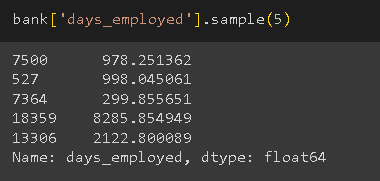 bank['days_employed'].sample(5)
7500 978.251362
527 998.045061
7364 299.855651
18359 8285.854949
13306 2122.800089
Name: days_employed, dtype: float64